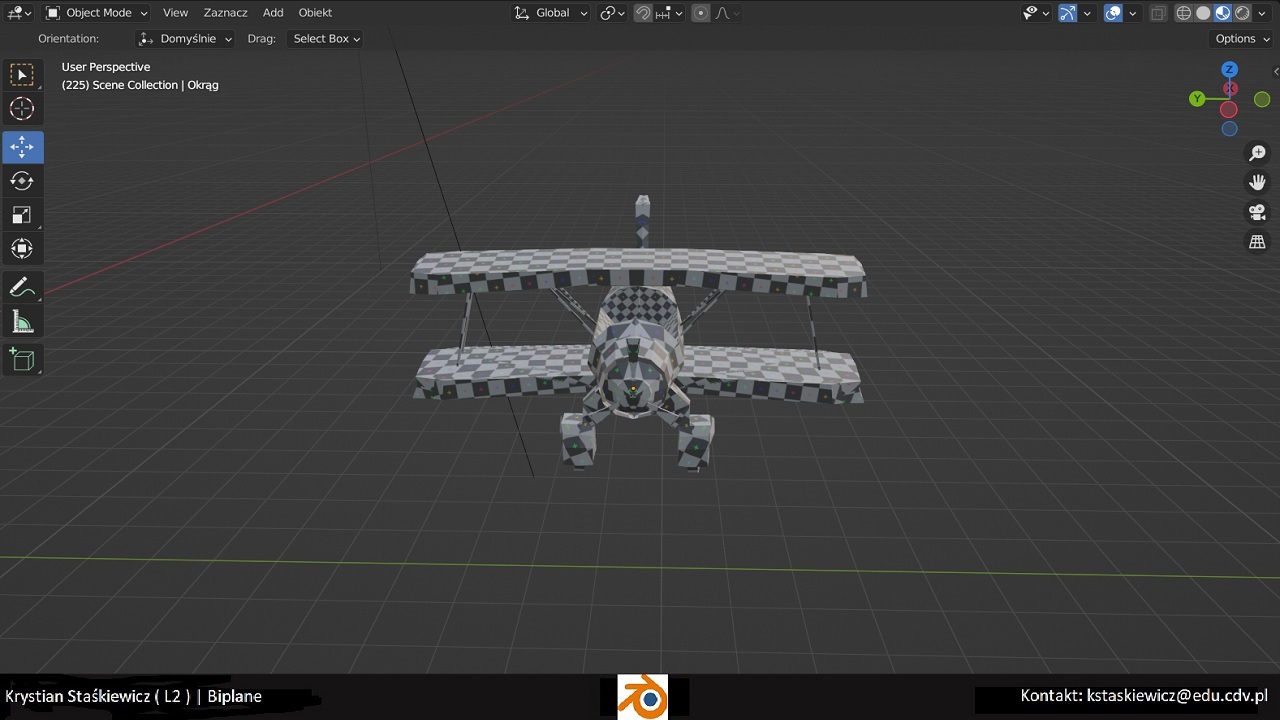 Object Mode View Zaznacz Add Obiekt Global
Orientation: Domyślnie Drag: Select Box Options
User Perspective
(225) Scene Collection | Okrąg
Z
X
Y
Krystian Staśkiewicz ( L2 ) | Biplane
Kontakt: kstaskiewicz@edu.cdv.pl